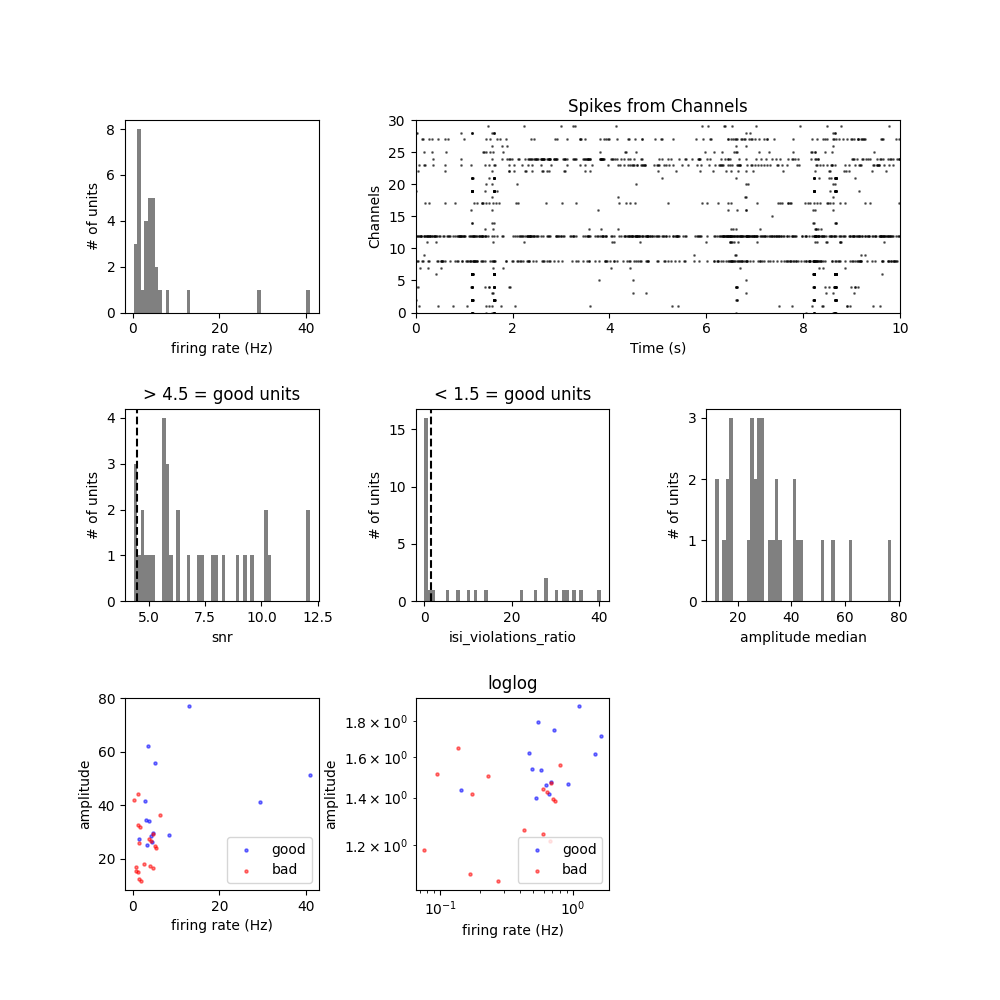 Spikes from Channels
8
6
4
2
0
# of units
0
20
40
firing rate (Hz)
30
25
20
15
10
5
0
Channels
0
2
4
6
8
10
Time (s)
> 4.5 = good units
4
3
2
1
0
# of units
5.0
7.5
10.0
12.5
snr
< 1.5 = good units
15
10
5
0
# of units
0
20
40
isi_violations_ratio
3
2
1
0
# of units
20
40
60
80
amplitude median
80
60
40
20
amplitude
0
20
40
firing rate (Hz)
good
bad
loglog
1.8 × 10⁰
1.6 × 10⁰
1.4 × 10⁰
1.2 × 10⁰
amplitude
10⁻¹
10⁰
firing rate (Hz)
good
bad